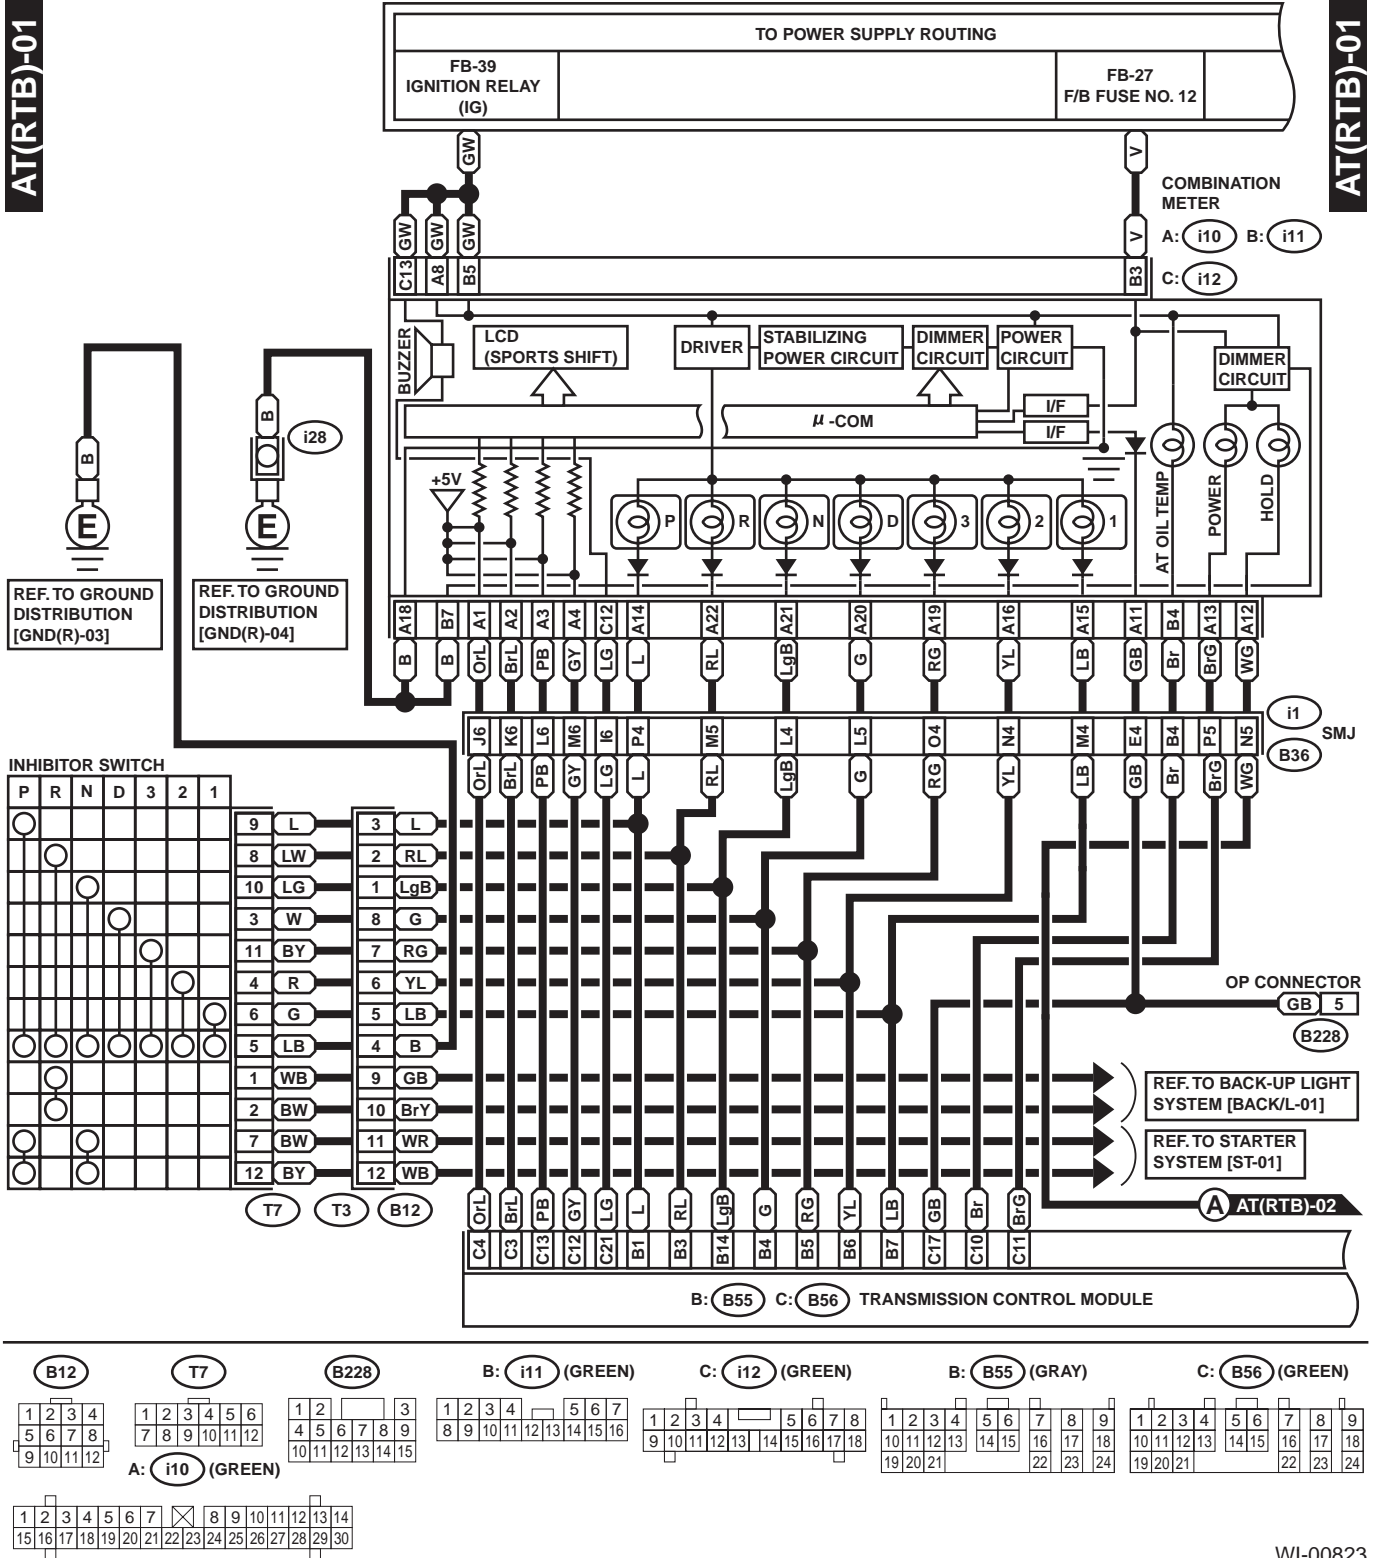 AT(RTB)-01
AT(RTB)-01
TO POWER SUPPLY ROUTING
FB-39
IGNITION RELAY
(IG)
FB-27
F/B FUSE NO. 12
GW
V
COMBINATION
METER
A: i10 B: i11
C: i12
GW GW GW V
C13 A8 B5 B3
BUZZER
LCD
(SPORTS SHIFT)
DRIVER
STABILIZING
POWER CIRCUIT
DIMMER
CIRCUIT
POWER
CIRCUIT
DIMMER
CIRCUIT
μ -COM
I/F
I/F
B
i28
B
+5V
E
E
P R N D 3 2 1
AT OIL TEMP
POWER
HOLD
REF. TO GROUND
DISTRIBUTION
[GND(R)-03]
REF. TO GROUND
DISTRIBUTION
[GND(R)-04]
A18 B7 A1 A2 A3 A4 C12 A14 A22 A21 A20 A19 A16 A15 A11 B4 A13 A12
B B OrL BrL PB GY LG L RL LgB G RG YL LB GB Br BrG WG
J6 K6 L6 M6 I6 P4 M5 L4 L5 O4 N4 M4 E4 B4 P5 N5
i1
SMJ
B36
OrL BrL PB GY LG L RL LgB G RG YL LB GB Br BrG WG
INHIBITOR SWITCH
P R N D 3 2 1
9 L 3 L
8 LW 2 RL
10 LG 1 LgB
3 W 8 G
11 BY 7 RG
4 R 6 YL
6 G 5 LB
5 LB 4 B
1 WB 9 GB
2 BW 10 BrY
7 BW 11 WR
12 BY 12 WB
T7 T3 B12
OP CONNECTOR
GB 5
B228
REF. TO BACK-UP LIGHT
SYSTEM [BACK/L-01]
REF. TO STARTER
SYSTEM [ST-01]
A AT(RTB)-02
OrL BrL PB GY LG L RL LgB G RG YL LB GB Br BrG
C4 C3 C13 C12 C21 B1 B3 B14 B4 B5 B6 B7 C17 C10 C11
B: B55 C: B56 TRANSMISSION CONTROL MODULE
B12
1 2 3 4
5 6 7 8
9 10 11 12
T7
1 2 3 4 5 6
7 8 9 10 11 12
B228
1 2 3
4 5 6 7 8 9
10 11 12 13 14 15
B: i11 (GREEN)
1 2 3 4 5 6 7
8 9 10 11 12 13 14 15 16
C: i12 (GREEN)
1 2 3 4 5 6 7 8
9 10 11 12 13 14 15 16 17 18
B: B55 (GRAY)
1 2 3 4 5 6 7 8 9
10 11 12 13 14 15 16 17 18
19 20 21 22 23 24
C: B56 (GREEN)
1 2 3 4 5 6 7 8 9
10 11 12 13 14 15 16 17 18
19 20 21 22 23 24
A: i10 (GREEN)
1 2 3 4 5 6 7 8 9 10 11 12 13 14
15 16 17 18 19 20 21 22 23 24 25 26 27 28 29 30
WI-00823